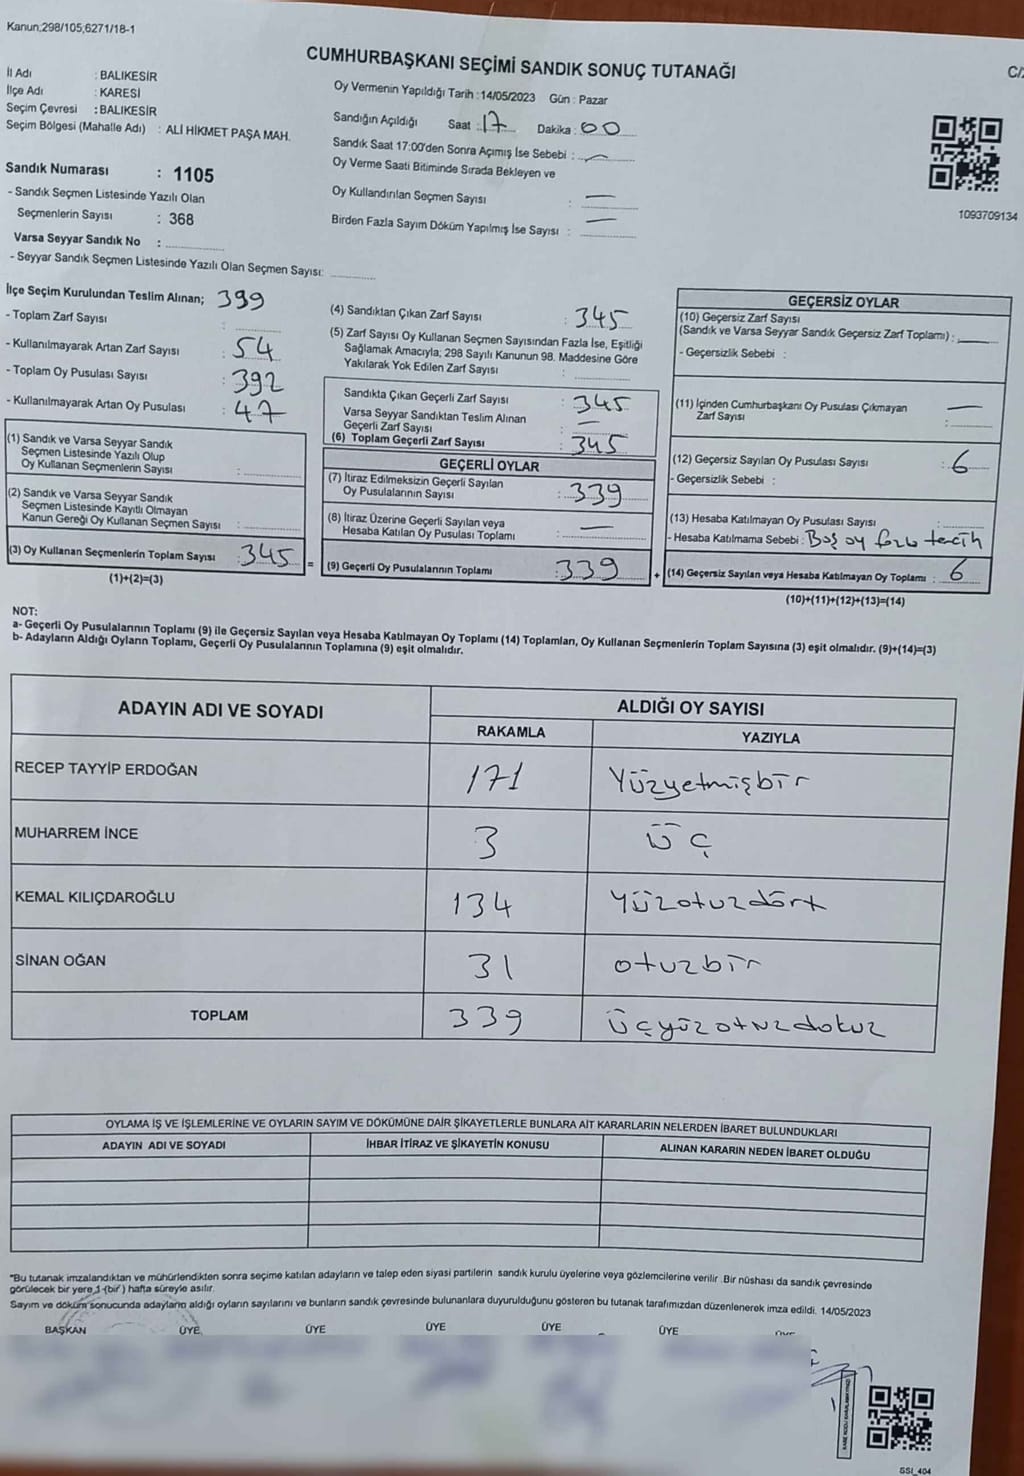 Kanun:298/105,6271/18-1
CUMHURBAŞKANI SEÇİMİ SANDIK SONUÇ TUTANAĞI
İl Adı : BALIKESİR
İlçe Adı : KARESİ
Seçim Çevresi : BALIKESİR
Seçim Bölgesi (Mahalle Adı) : ALİ HİKMET PAŞA MAH.
Sandık Numarası : 1105
- Sandık Seçmen Listesinde Yazılı Olan
Seçmenlerin Sayısı : 368
Varsa Seyyar Sandık No :
- Seyyar Sandık Seçmen Listesinde Yazılı Olan Seçmen Sayısı:
Oy Vermenin Yapıldığı Tarih :14/05/2023 Gün : Pazar
Sandığın Açıldığı Saat : 17 Dakika : 00
Sandık Saat 17:00'den Sonra Açımış İse Sebebi : —
Oy Verme Saati Bitiminde Sırada Bekleyen ve
Oy Kullandırılan Seçmen Sayısı : —
Birden Fazla Sayım Döküm Yapılmış İse Sayısı : —
1093709134
İlçe Seçim Kurulundan Teslim Alınan; 399
- Toplam Zarf Sayısı :
- Kullanılmayarak Artan Zarf Sayısı : 54
- Toplam Oy Pusulası Sayısı : 392
- Kullanılmayarak Artan Oy Pusulası : 47
(1) Sandık ve Varsa Seyyar Sandık
Seçmen Listesinde Yazılı Olup
Oy Kullanan Seçmenlerin Sayısı :
(2) Sandık ve Varsa Seyyar Sandık
Seçmen Listesinde Kayıtlı Olmayan
Kanun Gereği Oy Kullanan Seçmen Sayısı :
(3) Oy Kullanan Seçmenlerin Toplam Sayısı : 345 =
(1)+(2)=(3)
(4) Sandıktan Çıkan Zarf Sayısı : 345
(5) Zarf Sayısı Oy Kullanan Seçmen Sayısından Fazla İse, Eşitliği
Sağlamak Amacıyla; 298 Sayılı Kanunun 98. Maddesine Göre
Yakılarak Yok Edilen Zarf Sayısı :
Sandıkta Çıkan Geçerli Zarf Sayısı : 345
Varsa Seyyar Sandıktan Teslim Alınan
Geçerli Zarf Sayısı : —
(6) Toplam Geçerli Zarf Sayısı : 345
GEÇERLİ OYLAR
(7) İtiraz Edilmeksizin Geçerli Sayılan
Oy Pusulalarının Sayısı : 339
(8) İtiraz Üzerine Geçerli Sayılan veya
Hesaba Katılan Oy Pusulası Toplamı : —
(9) Geçerli Oy Pusulalarının Toplamı : 339 +
GEÇERSİZ OYLAR
(10) Geçersiz Zarf Sayısı
(Sandık ve Varsa Seyyar Sandık Geçersiz Zarf Toplamı) : —
- Geçersizlik Sebebi :
(11) İçinden Cumhurbaşkanı Oy Pusulası Çıkmayan
Zarf Sayısı : —
(12) Geçersiz Sayılan Oy Pusulası Sayısı : 6
- Geçersizlik Sebebi :
(13) Hesaba Katılmayan Oy Pusulası Sayısı :
- Hesaba Katılmama Sebebi : Boş oy fazla tercih
(14) Geçersiz Sayılan veya Hesaba Katılmayan Oy Toplamı : 6
(10)+(11)+(12)+(13)=(14)
NOT:
a- Geçerli Oy Pusulalarının Toplamı (9) ile Geçersiz Sayılan veya Hesaba Katılmayan Oy Toplamı (14) Toplamları, Oy Kullanan Seçmenlerin Toplam Sayısına (3) eşit olmalıdır. (9)+(14)=(3)
b- Adayların Aldığı Oyların Toplamı, Geçerli Oy Pusulalarının Toplamına (9) eşit olmalıdır.
ADAYIN ADI VE SOYADI ALDIĞI OY SAYISI
RAKAMLA YAZIYLA
RECEP TAYYİP ERDOĞAN 171 Yüzyetmişbir
MUHARREM İNCE 3 Üç
KEMAL KILIÇDAROĞLU 134 Yüzotuzdört
SİNAN OĞAN 31 otuzbir
TOPLAM 339 üçyüzotuzdokuz
OYLAMA İŞ VE İŞLEMLERİNE VE OYLARIN SAYIM VE DÖKÜMÜNE DAİR ŞİKAYETLERLE BUNLARA AİT KARARLARIN NELERDEN İBARET BULUNDUKLARI
ADAYIN ADI VE SOYADI İHBAR İTİRAZ VE ŞİKAYETİN KONUSU ALINAN KARARIN NEDEN İBARET OLDUĞU
"Bu tutanak imzalandıktan ve mühürlendikten sonra seçime katılan adayların ve talep eden siyasi partilerin sandık kurulu üyelerine veya gözlemcilerine verilir. Bir nüshası da sandık çevresinde
görülecek bir yere 1 (bir) hafta süreyle asılır.
Sayım ve döküm sonucunda adayların aldığı oyların sayılarını ve bunların sandık çevresinde bulunanlara duyurulduğunu gösteren bu tutanak tarafımızdan düzenlenerek imza edildi. 14/05/2023
BAŞKAN ÜYE ÜYE ÜYE ÜYE ÜYE
SSI_404